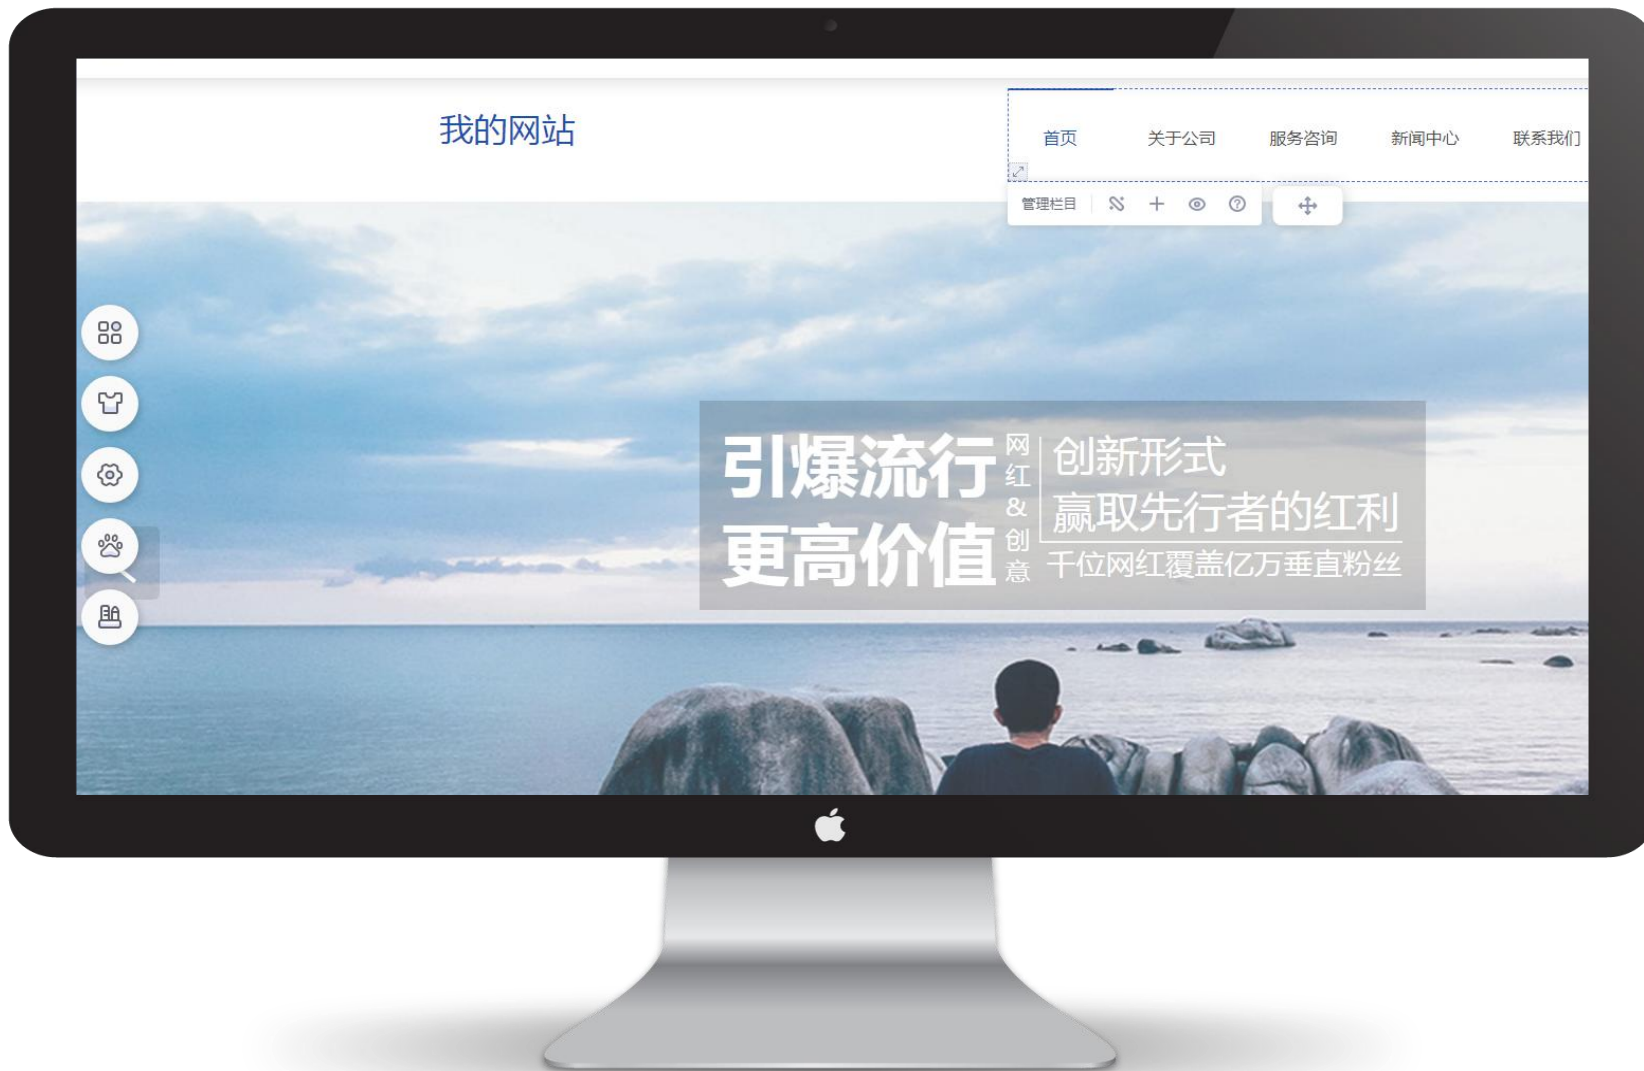 我的网站
首页 关于公司 服务咨询 新闻中心 联系我们
管理栏目
引爆流行
更高价值
网红&创意
创新形式
赢取先行者的红利
千位网红覆盖亿万垂直粉丝